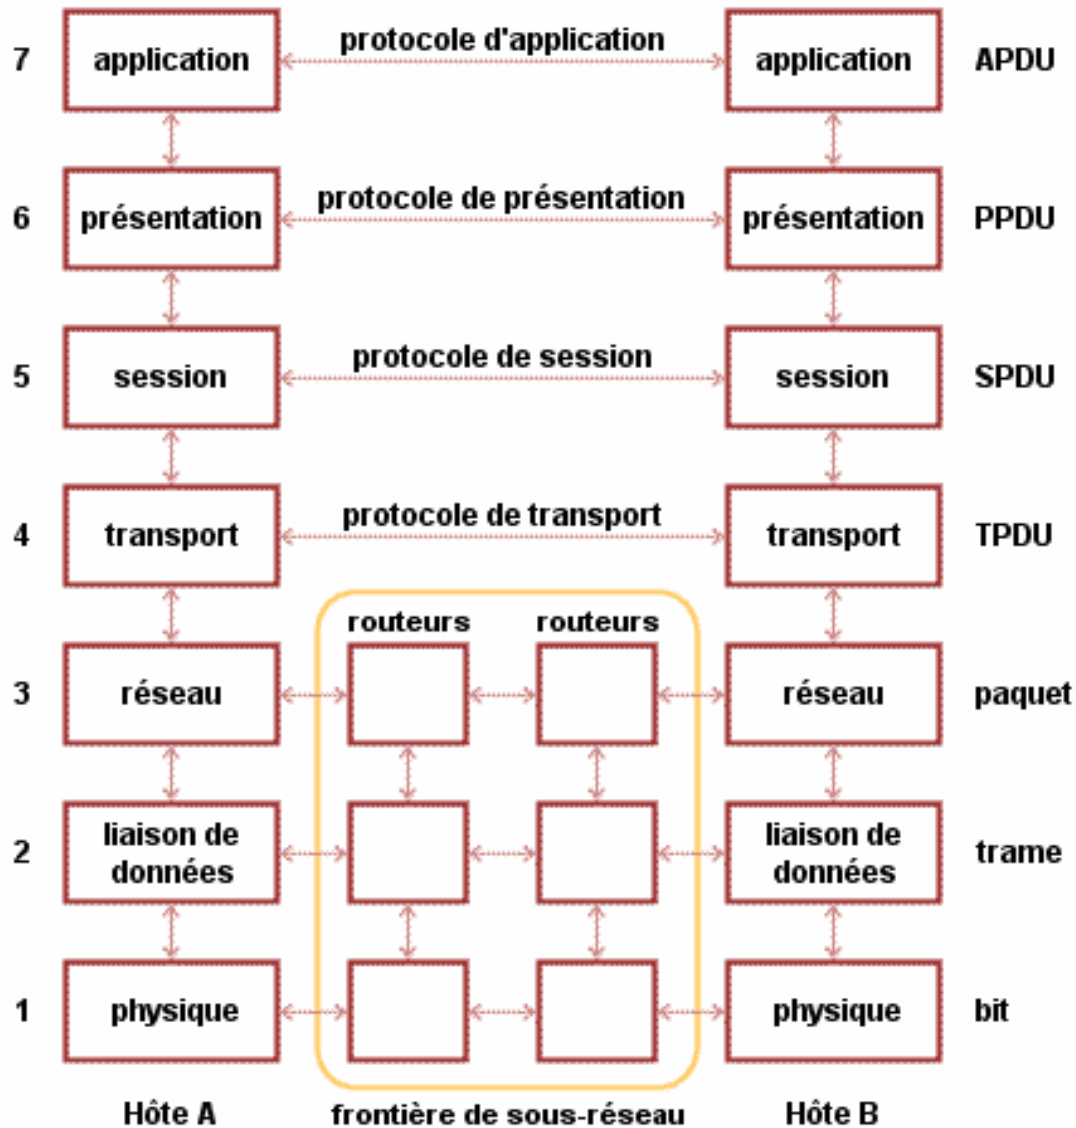 protocole d'application
7 application application APDU
protocole de présentation
6 présentation présentation PPDU
protocole de session
5 session session SPDU
protocole de transport
4 transport transport TPDU
routeurs routeurs
3 réseau réseau paquet
liaison de liaison de
2 trame
données données
1 physique physique bit
Hôte A frontière de sous-réseau Hôte B